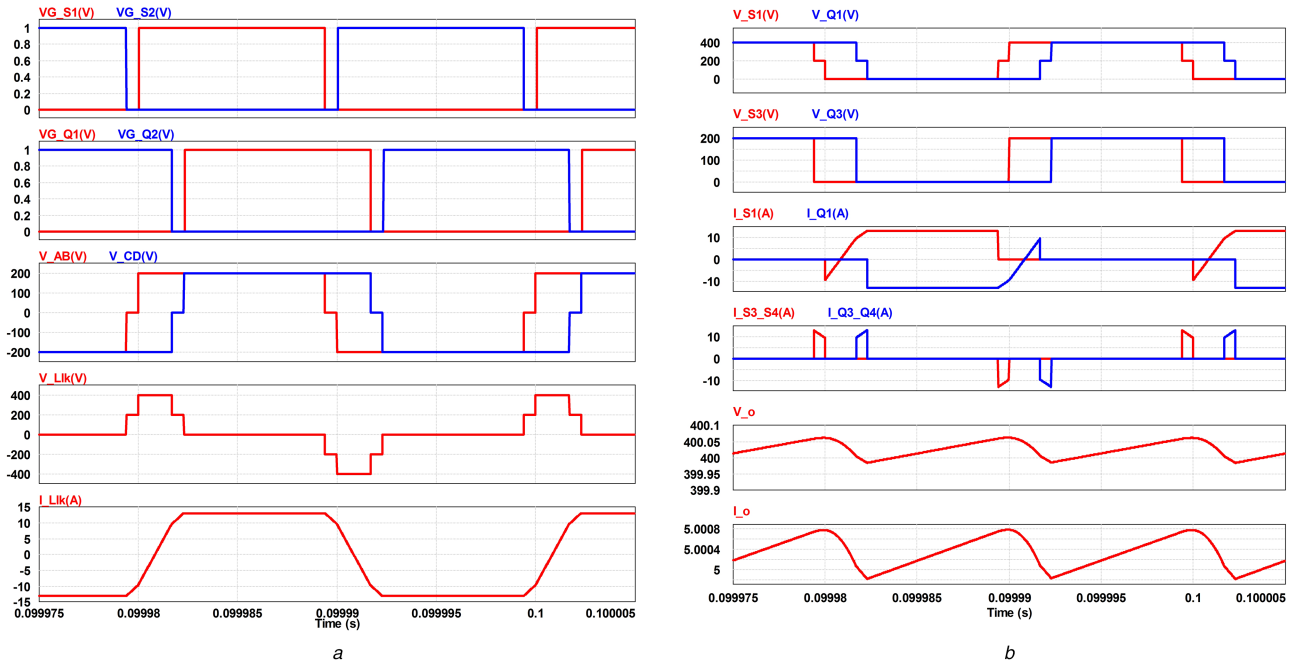 VG_S1(V) VG_S2(V)
1
0.8
0.6
0.4
0.2
0
VG_Q1(V) VG_Q2(V)
1
0.8
0.6
0.4
0.2
0
V_AB(V) V_CD(V)
200
100
0
-100
-200
V_Llk(V)
400
200
0
-200
-400
I_Llk(A)
15
10
5
0
-5
-10
-15
0.099975 0.09998 0.099985 0.09999 0.099995 0.1 0.100005
Time (s)
a
V_S1(V) V_Q1(V)
400
200
0
V_S3(V) V_Q3(V)
200
100
0
I_S1(A) I_Q1(A)
10
0
-10
I_S3_S4(A) I_Q3_Q4(A)
10
0
-10
V_o
400.1
400.05
400
399.95
399.9
I_o
5.0008
5.0004
5
0.099975 0.09998 0.099985 0.09999 0.099995 0.1 0.100005
Time (s)
b